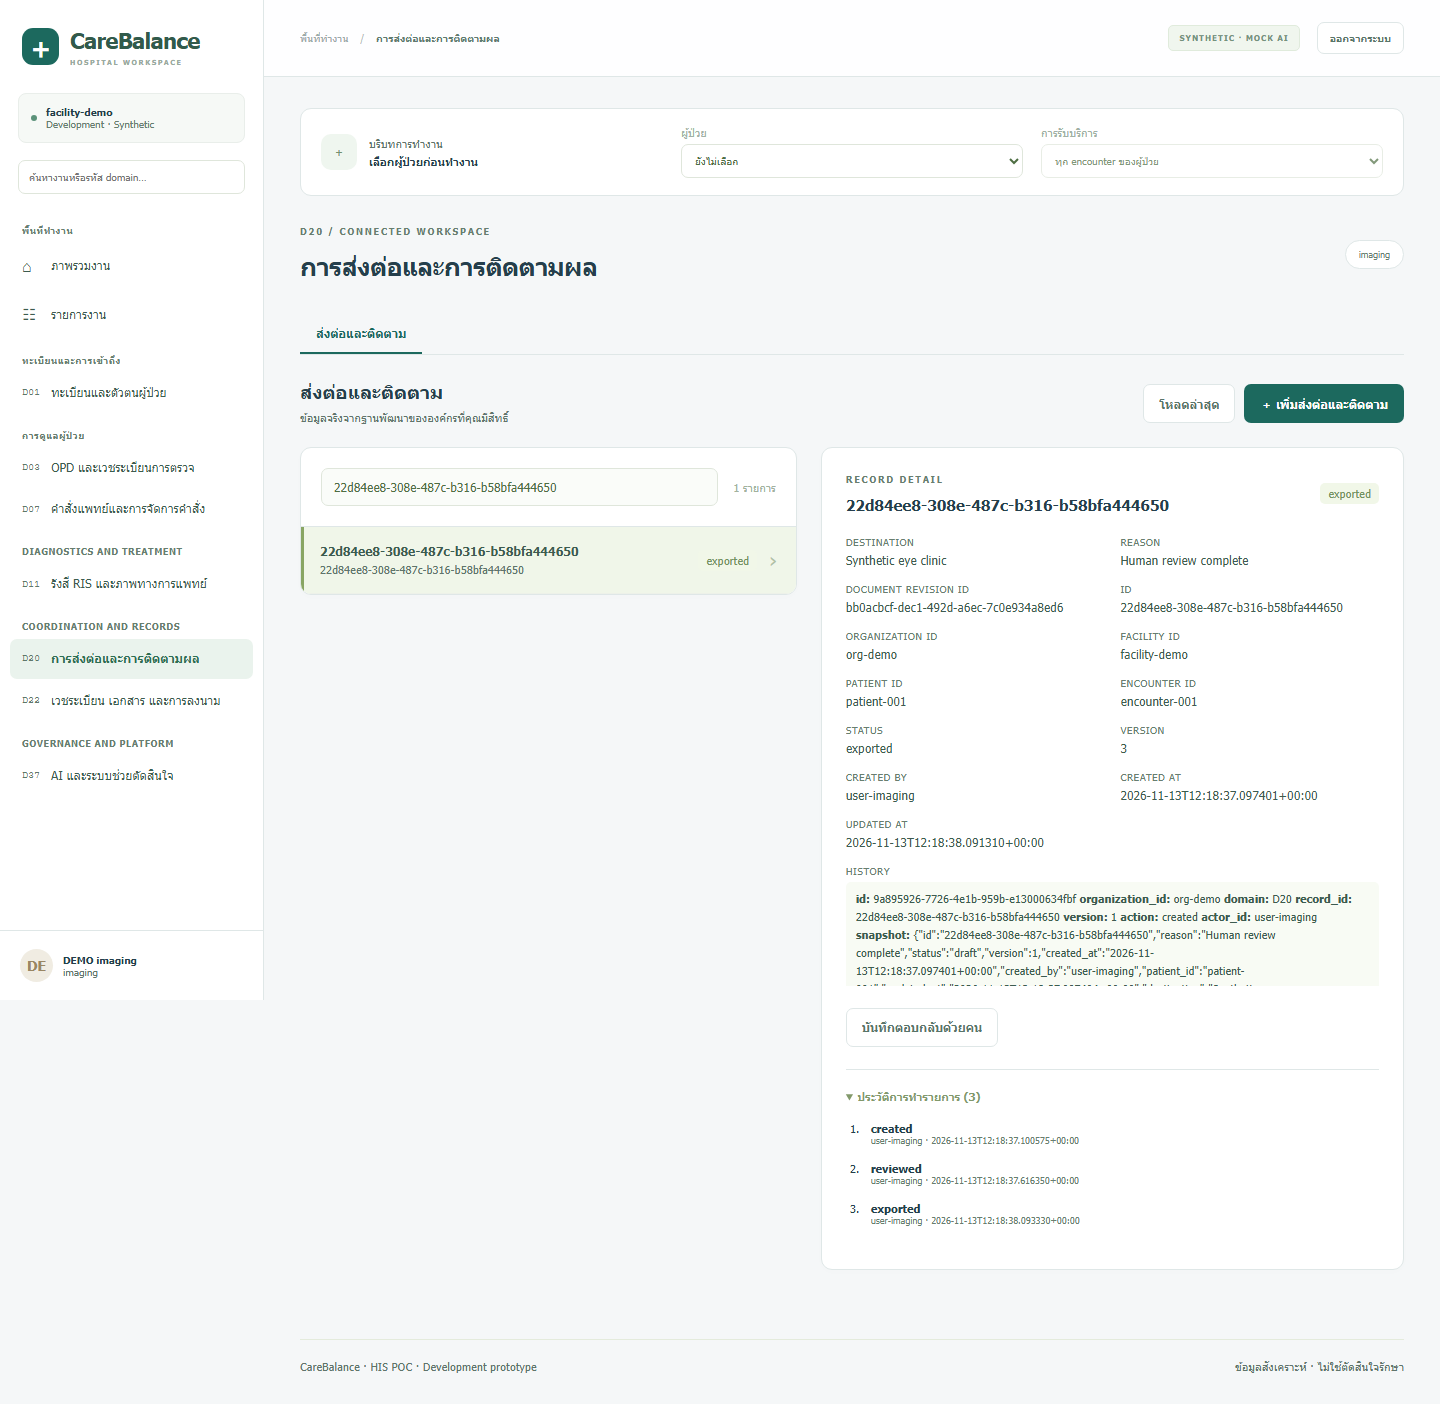 CareBalance
HOSPITAL WORKSPACE
facility-demo
Development · Synthetic
ค้นหางานหรือรหัส domain...
พื้นที่ทำงาน
ภาพรวมงาน
รายการงาน
ทะเบียนและการเข้าถึง
D01 ทะเบียนและตัวตนผู้ป่วย
การดูแลผู้ป่วย
D03 OPD และเวชระเบียนการตรวจ
D07 คำสั่งแพทย์และการจัดการคำสั่ง
DIAGNOSTICS AND TREATMENT
D11 รังสี RIS และภาพทางการแพทย์
COORDINATION AND RECORDS
D20 การส่งต่อและการติดตามผล
D22 เวชระเบียน เอกสาร และการลงนาม
GOVERNANCE AND PLATFORM
D37 AI และระบบช่วยตัดสินใจ
DE
DEMO imaging
imaging
พื้นที่ทำงาน / การส่งต่อและการติดตามผล
SYNTHETIC · MOCK AI
ออกจากระบบ
+
บริบทการทำงาน
เลือกผู้ป่วยก่อนทำงาน
ผู้ป่วย
ยังไม่เลือก
การรับบริการ
ทุก encounter ของผู้ป่วย
D20 / CONNECTED WORKSPACE
การส่งต่อและการติดตามผล
imaging
ส่งต่อและติดตาม
ส่งต่อและติดตาม
ข้อมูลจริงจากฐานพัฒนาขององค์กรที่คุณมีสิทธิ์
โหลดล่าสุด
+ เพิ่มส่งต่อและติดตาม
22d84ee8-308e-487c-b316-b58bfa444650
1 รายการ
22d84ee8-308e-487c-b316-b58bfa444650
22d84ee8-308e-487c-b316-b58bfa444650
exported
RECORD DETAIL
22d84ee8-308e-487c-b316-b58bfa444650
exported
DESTINATION
Synthetic eye clinic
REASON
Human review complete
DOCUMENT REVISION ID
bb0acbcf-dec1-492d-a6ec-7c0e934a8ed6
ID
22d84ee8-308e-487c-b316-b58bfa444650
ORGANIZATION ID
org-demo
FACILITY ID
facility-demo
PATIENT ID
patient-001
ENCOUNTER ID
encounter-001
STATUS
exported
VERSION
3
CREATED BY
user-imaging
CREATED AT
2026-11-13T12:18:37.097401+00:00
UPDATED AT
2026-11-13T12:18:38.091310+00:00
HISTORY
id: 9a895926-7726-4e1b-959b-e13000634fbf organization_id: org-demo domain: D20 record_id:
22d84ee8-308e-487c-b316-b58bfa444650 version: 1 action: created actor_id: user-imaging
snapshot: {"id":"22d84ee8-308e-487c-b316-b58bfa444650","reason":"Human review
complete","status":"draft","version":1,"created_at":"2026-11-
13T12:18:37.097401+00:00","created_by":"user-imaging","patient_id":"patient-
บันทึกตอบกลับด้วยคน
▼ ประวัติการทำรายการ (3)
1. created
user-imaging · 2026-11-13T12:18:37.100575+00:00
2. reviewed
user-imaging · 2026-11-13T12:18:37.616350+00:00
3. exported
user-imaging · 2026-11-13T12:18:38.093330+00:00
CareBalance · HIS POC · Development prototype
ข้อมูลสังเคราะห์ · ไม่ใช้ตัดสินใจรักษา